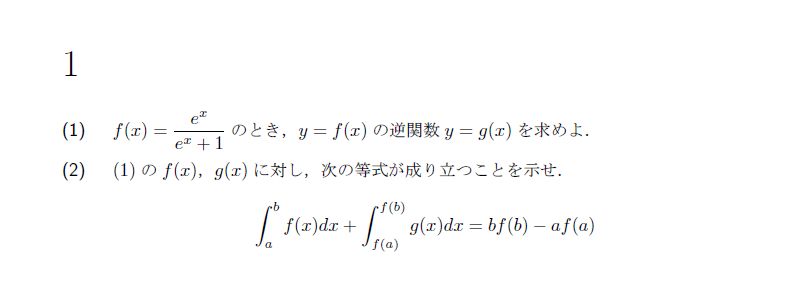 1
(1) f(x) = \frac{e^x}{e^x + 1} のとき，y = f(x) の逆関数 y = g(x) を求めよ．
(2) (1) の f(x)，g(x) に対し，次の等式が成り立つことを示せ．
\int_a^b f(x)dx + \int_{f(a)}^{f(b)} g(x)dx = bf(b) − af(a)